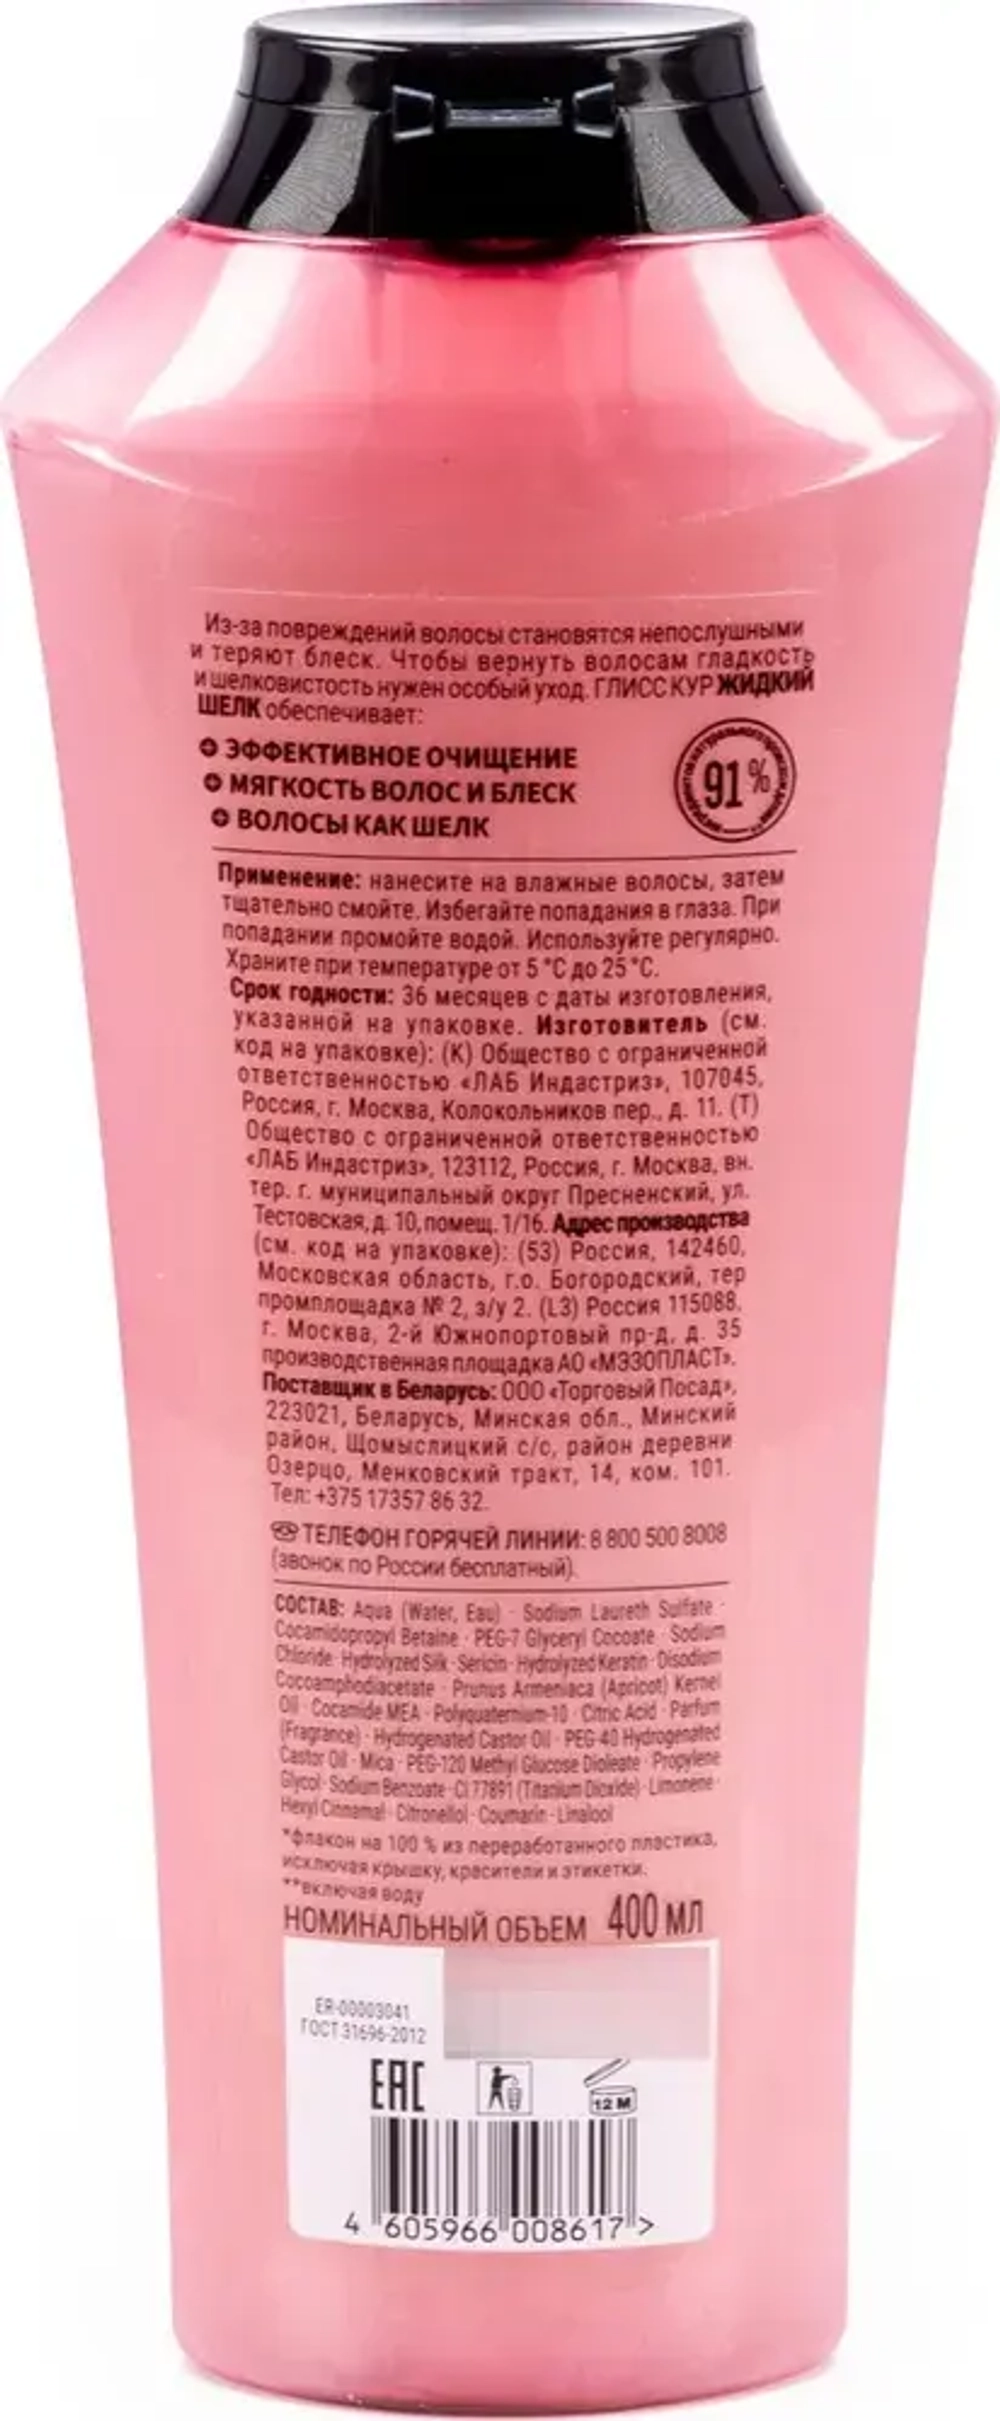 Из-за повреждений волосы становятся непослушными
и теряют блеск. Чтобы вернуть волосам гладкость
и шелковистость нужен особый уход. ГЛИСС КУР ЖИДКИЙ
ШЕЛК обеспечивает:
ЭФФЕКТИВНОЕ ОЧИЩЕНИЕ
МЯГКОСТЬ ВОЛОС И БЛЕСК
ВОЛОСЫ КАК ШЕЛК
91%
Применение: нанесите на влажные волосы, затем
тщательно смойте. Избегайте попадания в глаза. При
попадании промойте водой. Используйте регулярно.
Храните при температуре от 5 °C до 25 °C.
Срок годности: 36 месяцев с даты изготовления,
указанной на упаковке. Изготовитель (см.
код на упаковке): (К) Общество с ограниченной
ответственностью «ЛАБ Индастриз», 107045,
Россия, г. Москва, Колокольников пер., д. 11. (Т)
Общество с ограниченной ответственностью
«ЛАБ Индастриз», 123112, Россия, г. Москва, вн.
тер. г. муниципальный округ Пресненский, ул.
Тестовская, д. 10, помещ. 1/16. Адрес производства
(см. код на упаковке): (53) Россия, 142460,
Московская область, г.о. Богородский, тер
промплощадка № 2, з/у 2. (L3) Россия 115088,
г. Москва, 2-й Южнопортовый пр-д, д. 35
производственная площадка АО «МЭЗОПЛАСТ».
Поставщик в Беларусь: ООО «Торговый Посад»,
223021, Беларусь, Минская обл., Минский
район, Щомыслицкий с/с, район деревни
Озерцо, Менковский тракт, 14, ком. 101.
Тел: +375 17357 86 32.
ТЕЛЕФОН ГОРЯЧЕЙ ЛИНИИ: 8 800 500 8008
(звонок по России бесплатный).
СОСТАВ: Aqua (Water, Eau) · Sodium Laureth Sulfate ·
Cocamidopropyl Betaine · PEG-7 Glyceryl Cocoate · Sodium
Chloride · Hydrolyzed Silk · Sericin · Hydrolyzed Keratin · Disodium
Cocoamphodiacetate · Prunus Armeniaca (Apricot) Kernel
Oil · Cocamide MEA · Polyquaternium-10 · Citric Acid · Parfum
(Fragrance) · Hydrogenated Castor Oil · PEG-40 Hydrogenated
Castor Oil · Mica · PEG-120 Methyl Glucose Dioleate · Propylene
Glycol · Sodium Benzoate · CI 77891 (Titanium Dioxide) · Limonene ·
Hexyl Cinnamal · Citronellol · Coumarin · Linalool
*флакон на 100 % из переработанного пластика,
исключая крышку, красители и этикетки.
**включая воду
НОМИНАЛЬНЫЙ ОБЪЕМ 400 МЛ
ER-00003041
ГОСТ 31696-2012
EAC
12 M
4 605966 008617 >